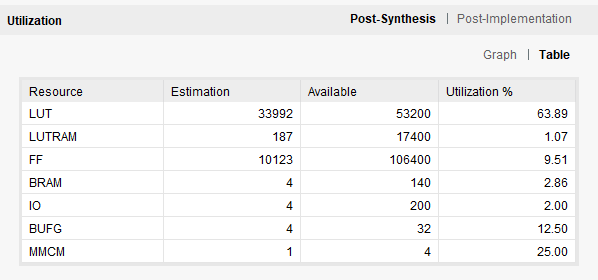 Utilization Post-Synthesis | Post-Implementation
Graph | Table
Resource Estimation Available Utilization %
LUT 33992 53200 63.89
LUTRAM 187 17400 1.07
FF 10123 106400 9.51
BRAM 4 140 2.86
IO 4 200 2.00
BUFG 4 32 12.50
MMCM 1 4 25.00